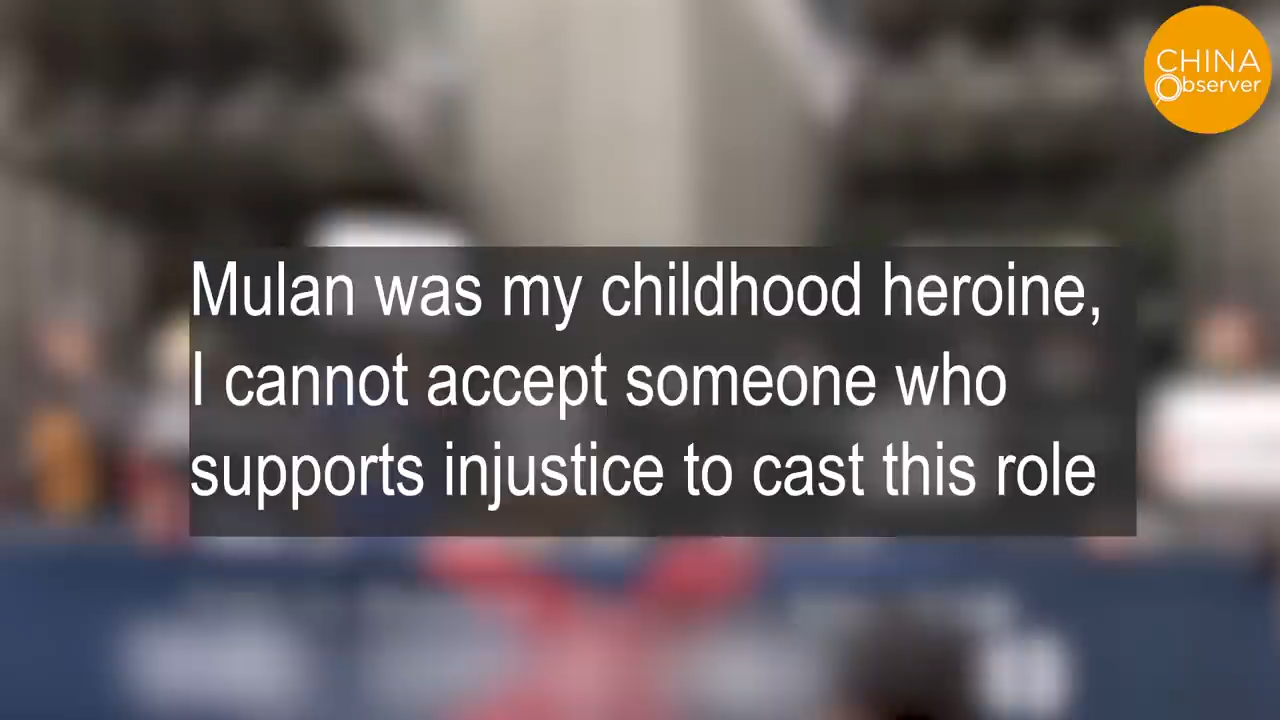 CHINA
Observer
Mulan was my childhood heroine,
I cannot accept someone who
supports injustice to cast this role